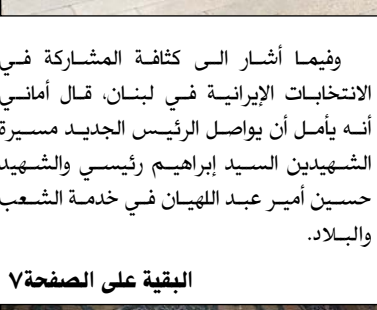 وفيما أشار الى كثافة المشاركة في
الانتخابات الإيرانية في لبنان، قال أماني
أنه يأمل أن يواصل الرئيس الجديد مسيرة
الشهيدين السيد إبراهيم رئيسي والشهيد
حسين أمير عبد اللهيان في خدمة الشعب
والبلاد.
البقية على الصفحة٧